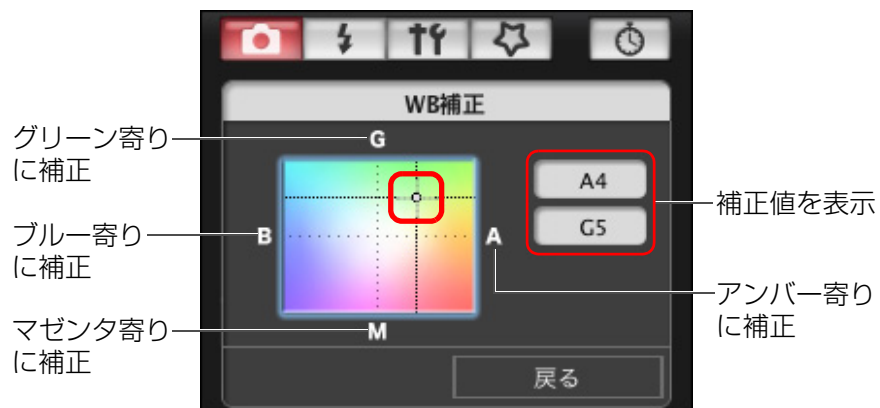 WB補正
グリーン寄り
に補正
G
A4
補正値を表示
G5
ブルー寄り
に補正
B
A
アンバー寄り
に補正
マゼンタ寄り
に補正
M
戻る